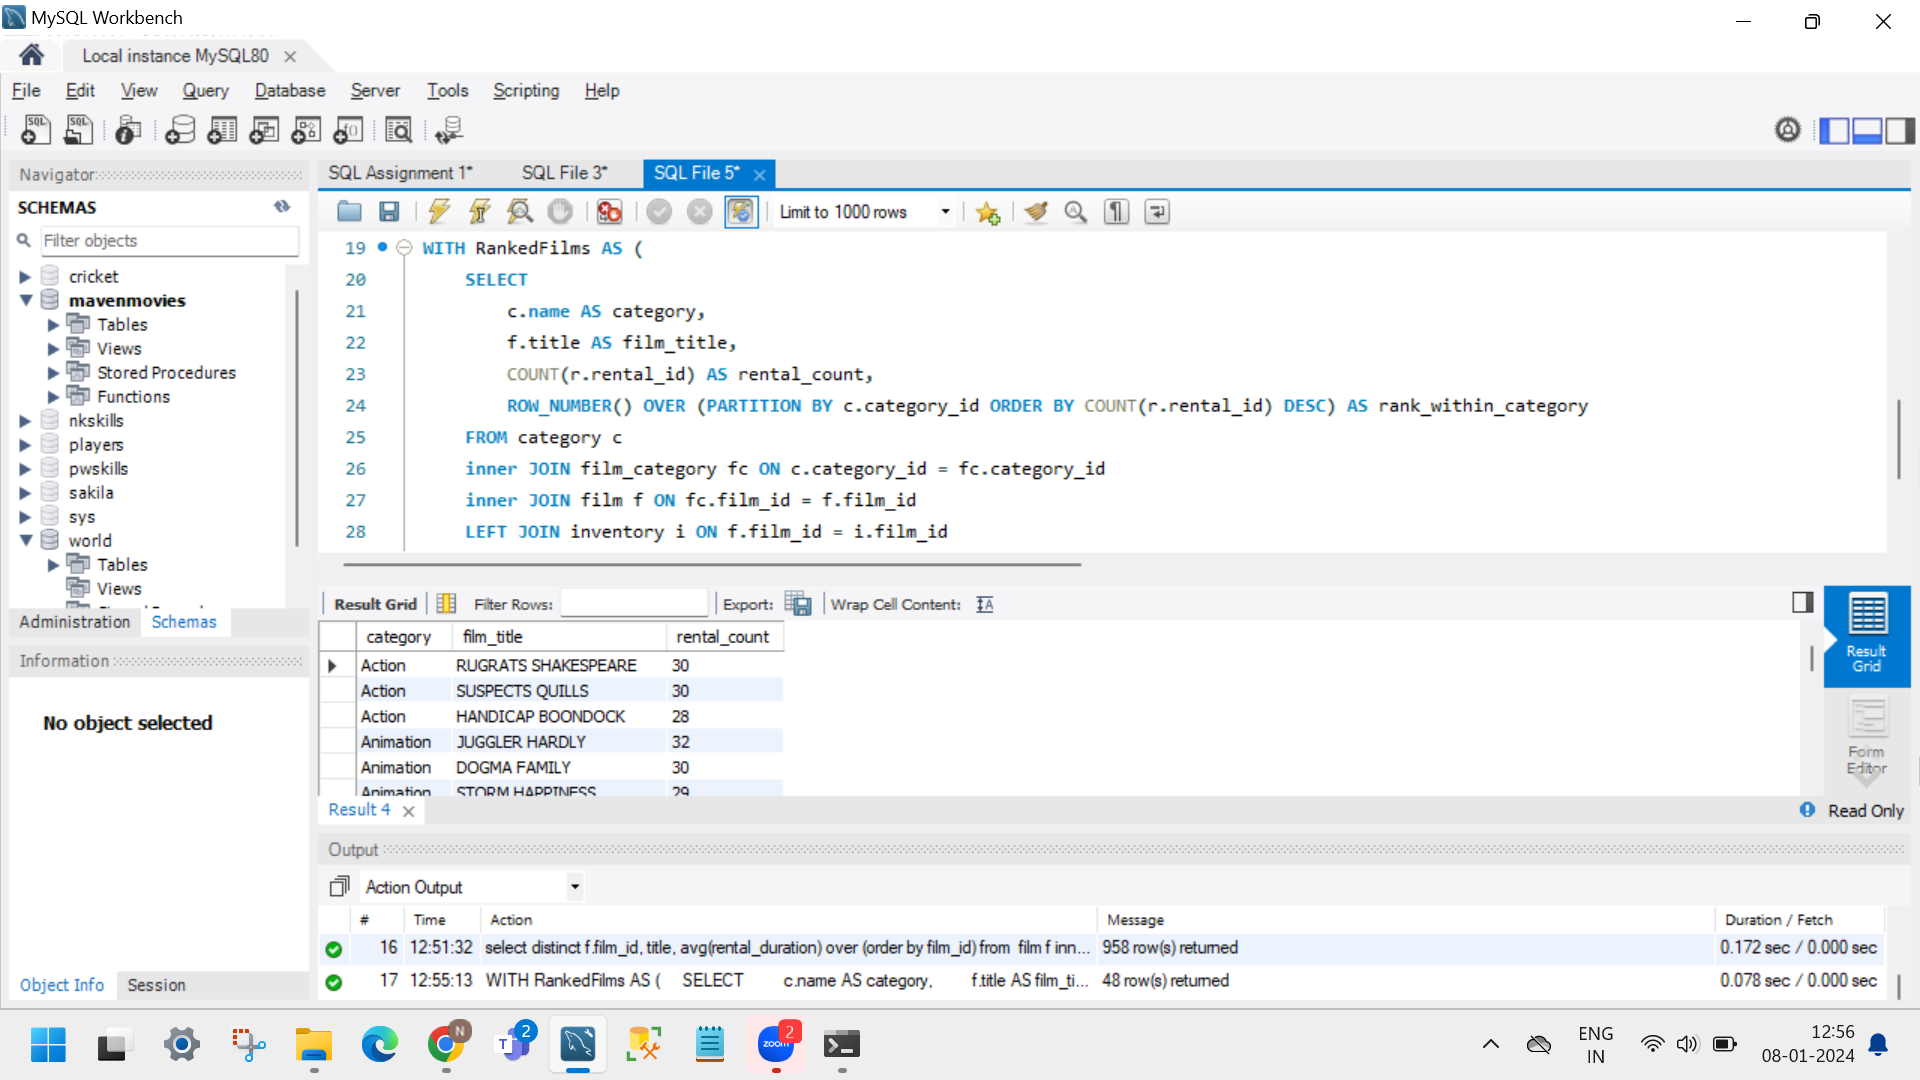 MySQL Workbench
Local instance MySQL80
File Edit View Query Database Server Tools Scripting Help
Navigator
SCHEMAS
Filter objects
cricket
mavenmovies
Tables
Views
Stored Procedures
Functions
nkskills
players
pwskills
sakila
sys
world
Tables
Views
Administration Schemas
Information
No object selected
Object Info Session
SQL Assignment 1* SQL File 3* SQL File 5*
Limit to 1000 rows
19 WITH RankedFilms AS (
20 SELECT
21 c.name AS category,
22 f.title AS film_title,
23 COUNT(r.rental_id) AS rental_count,
24 ROW_NUMBER() OVER (PARTITION BY c.category_id ORDER BY COUNT(r.rental_id) DESC) AS rank_within_category
25 FROM category c
26 inner JOIN film_category fc ON c.category_id = fc.category_id
27 inner JOIN film f ON fc.film_id = f.film_id
28 LEFT JOIN inventory i ON f.film_id = i.film_id
Result Grid Filter Rows: Export: Wrap Cell Content:
category film_title rental_count
Action RUGRATS SHAKESPEARE 30
Action SUSPECTS QUILLS 30
Action HANDICAP BOONDOCK 28
Animation JUGGLER HARDLY 32
Animation DOGMA FAMILY 30
Animation STORM HAPPINESS 29
Result Grid
Form Editor
Result 4
Read Only
Output
Action Output
# Time Action Message Duration / Fetch
16 12:51:32 select distinct f.film_id, title, avg(rental_duration) over (order by film_id) from film f inn... 958 row(s) returned 0.172 sec / 0.000 sec
17 12:55:13 WITH RankedFilms AS ( SELECT c.name AS category, f.title AS film_ti... 48 row(s) returned 0.078 sec / 0.000 sec
N
2
zoom
2
ENG
IN
12:56
08-01-2024